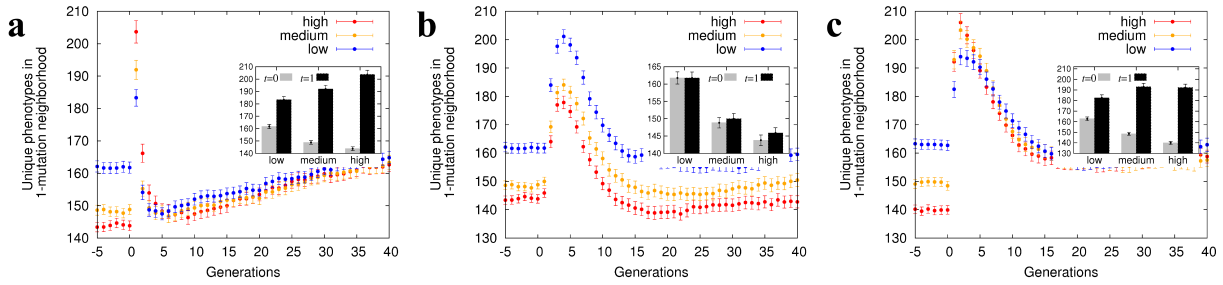 a
Unique phenotypes in
1-mutation neighborhood
210
200
190
180
170
160
150
140
-5 0 5 10 15 20 25 30 35 40
Generations
high
medium
low
t=0 t=1
210
200
190
180
170
160
150
140
low medium high
b
Unique phenotypes in
1-mutation neighborhood
210
200
190
180
170
160
150
140
130
-5 0 5 10 15 20 25 30 35 40
Generations
high
medium
low
t=0 t=1
165
160
155
150
145
140
low medium high
c
Unique phenotypes in
1-mutation neighborhood
210
200
190
180
170
160
150
140
130
-5 0 5 10 15 20 25 30 35 40
Generations
high
medium
low
t=0 t=1
210
200
190
180
170
160
150
140
130
low medium high